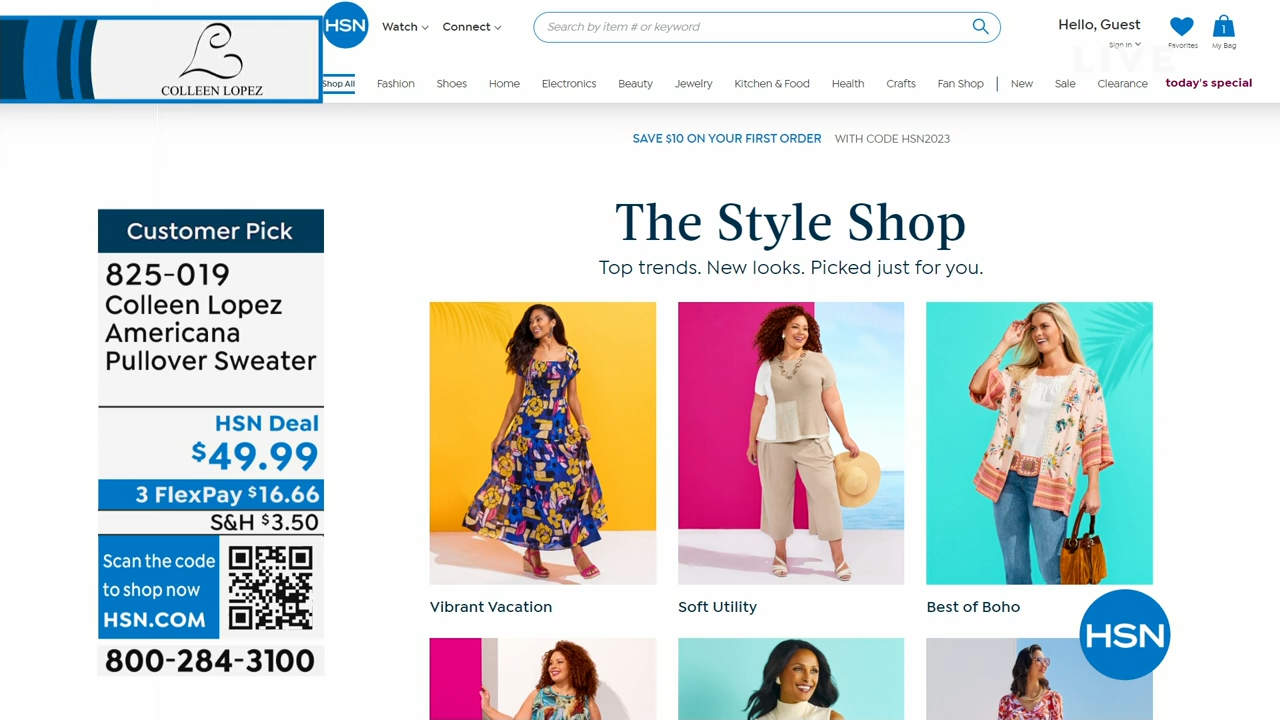 COLLEEN LOPEZ
HSN
Watch
Connect
Search by item # or keyword
Hello, Guest
Sign In
Favorites
1
My Bag
LIVE
Shop All
Fashion
Shoes
Home
Electronics
Beauty
Jewelry
Kitchen & Food
Health
Crafts
Fan Shop
New
Sale
Clearance
today's special
SAVE $10 ON YOUR FIRST ORDER WITH CODE HSN2023
The Style Shop
Top trends. New looks. Picked just for you.
Customer Pick
825-019
Colleen Lopez
Americana
Pullover Sweater
HSN Deal
$49.99
3 FlexPay $16.66
S&H $3.50
Scan the code
to shop now
HSN.COM
800-284-3100
Vibrant Vacation
Soft Utility
Best of Boho
HSN